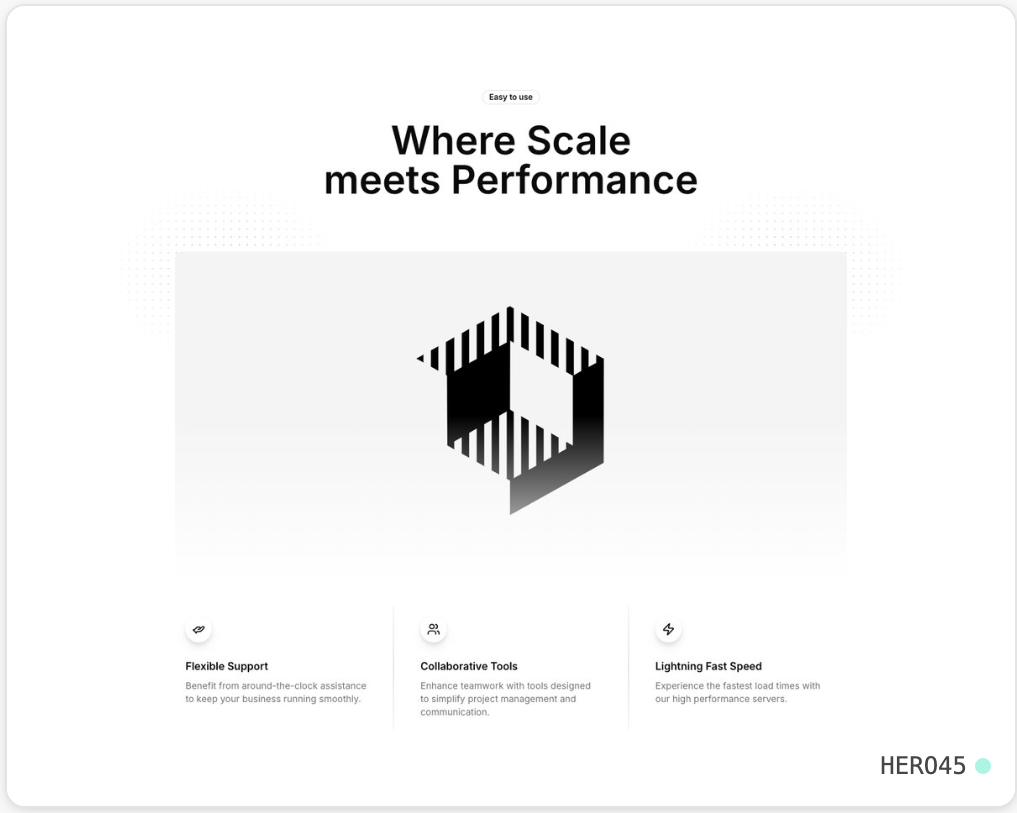 Easy to use
Where Scale
meets Performance
Flexible Support
Benefit from around-the-clock assistance
to keep your business running smoothly.
Collaborative Tools
Enhance teamwork with tools designed
to simplify project management and
communication.
Lightning Fast Speed
Experience the fastest load times with
our high performance servers.
HERO45